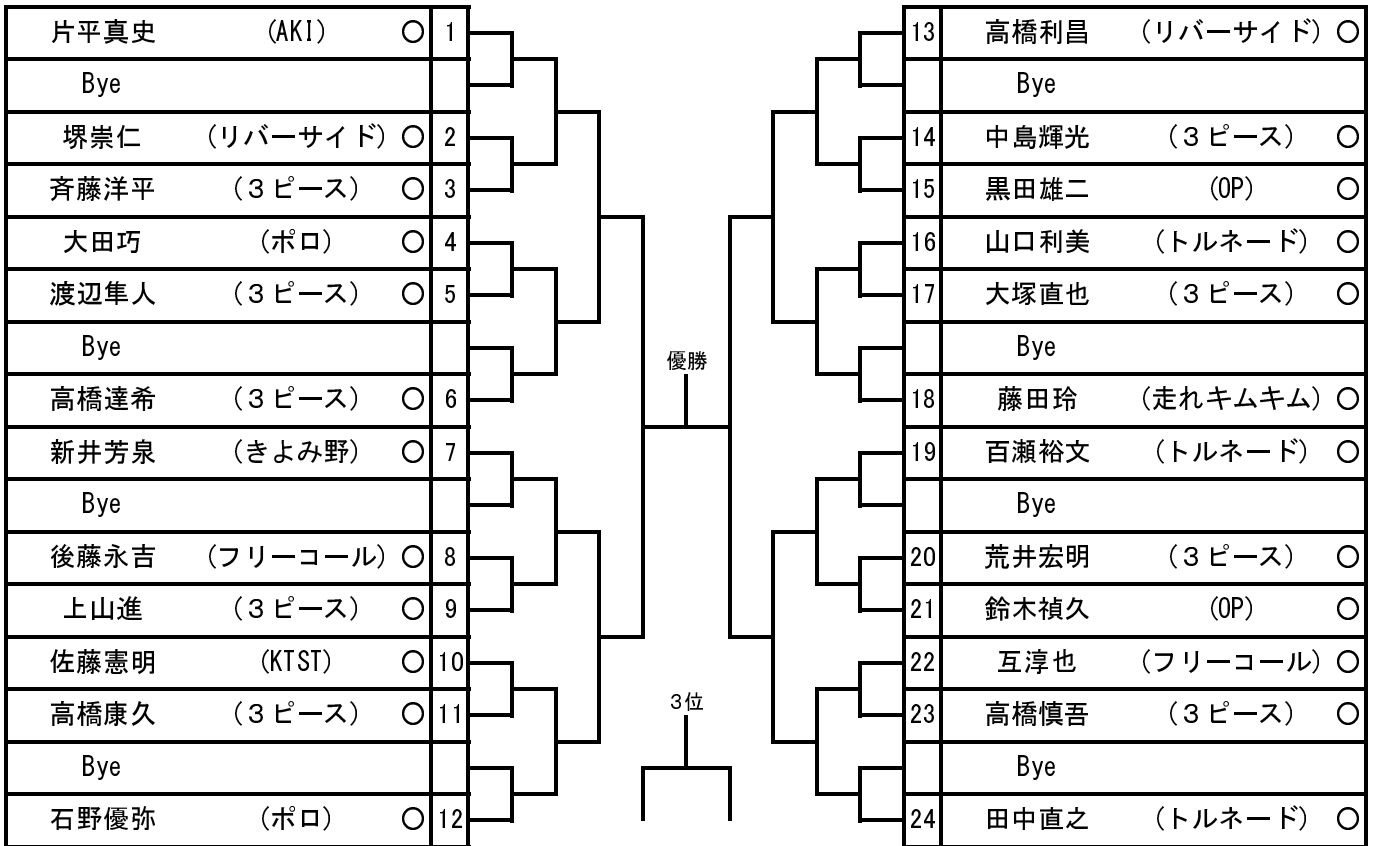 片平真史 (AKI) ○ 1
Bye
堺崇仁 (リバーサイド) ○ 2
斉藤洋平 (３ピース) ○ 3
大田巧 (ポロ) ○ 4
渡辺隼人 (３ピース) ○ 5
Bye
高橋達希 (３ピース) ○ 6
新井芳泉 (きよみ野) ○ 7
Bye
後藤永吉 (フリーコール) ○ 8
上山進 (３ピース) ○ 9
佐藤憲明 (KTST) ○ 10
高橋康久 (３ピース) ○ 11
Bye
石野優弥 (ポロ) ○ 12
優勝
３位
13 高橋利昌 (リバーサイド) ○
Bye
14 中島輝光 (３ピース) ○
15 黒田雄二 (OP) ○
16 山口利美 (トルネード) ○
17 大塚直也 (３ピース) ○
Bye
18 藤田玲 (走れキムキム) ○
19 百瀬裕文 (トルネード) ○
Bye
20 荒井宏明 (３ピース) ○
21 鈴木禎久 (OP) ○
22 互淳也 (フリーコール) ○
23 高橋慎吾 (３ピース) ○
Bye
24 田中直之 (トルネード) ○